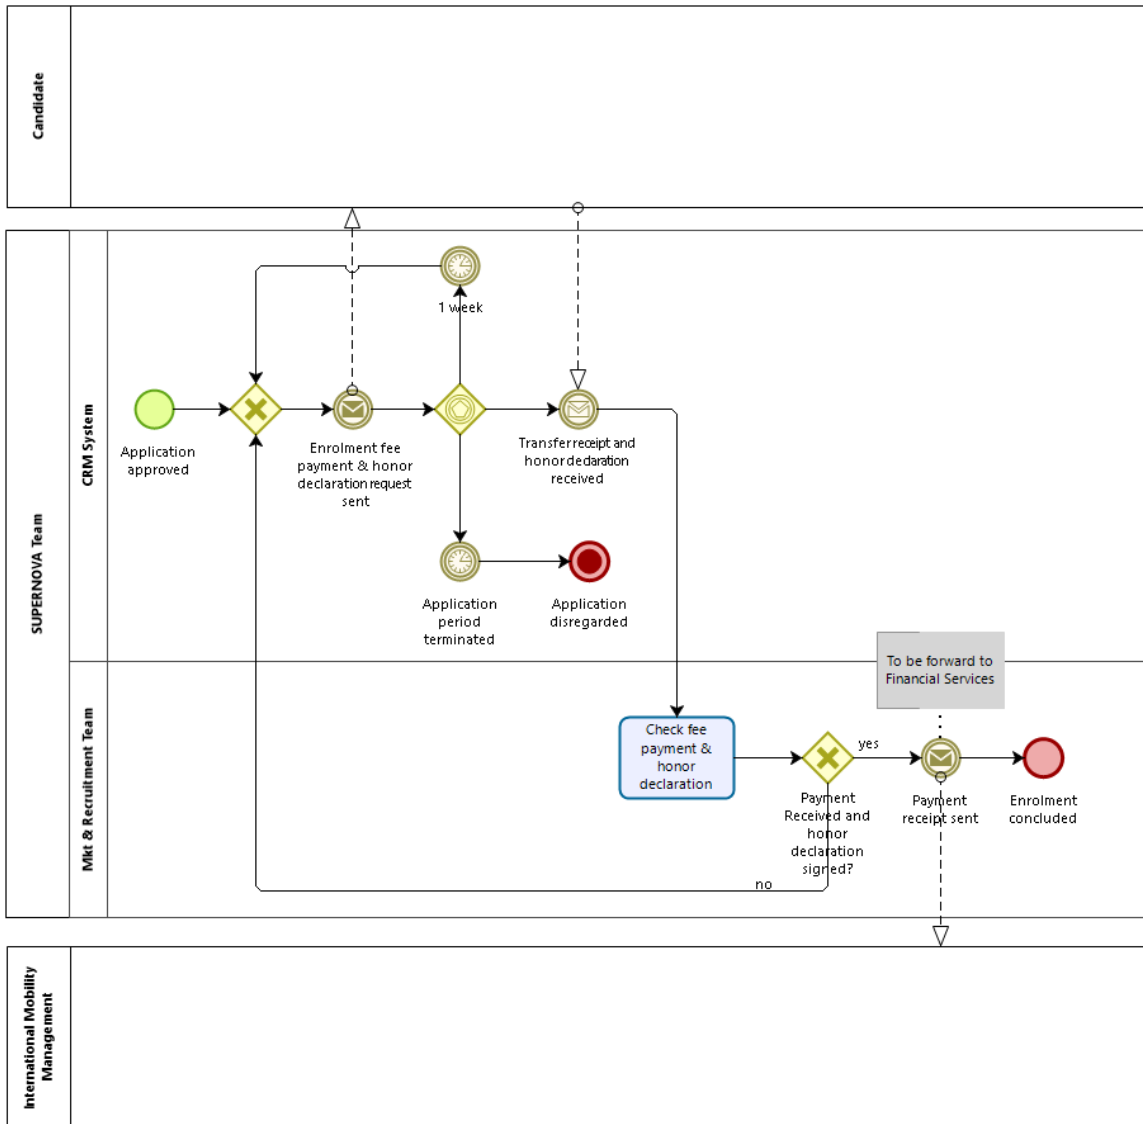 Candidate
SUPERNOVA Team
CRM System
1 week
Application
approved
Enrolment fee
payment & honor
declaration request
sent
Transfer receipt and
honor declaration
received
Application
period
terminated
Application
disregarded
Mkt & Recruitment Team
To be forward to
Financial Services
Check fee
payment &
honor
declaration
yes
Payment
Received and
honor
declaration
signed?
no
Payment
receipt sent
Enrolment
concluded
International Mobility
Management